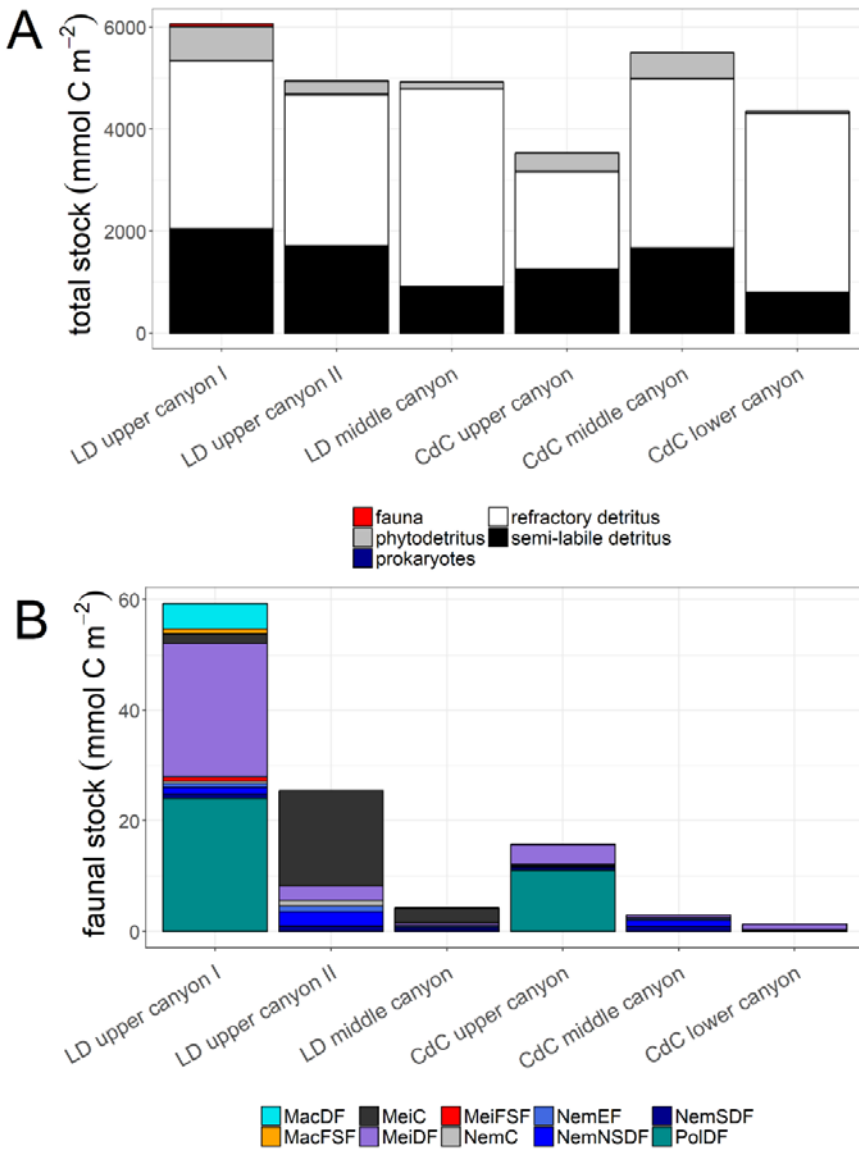 A
total stock (mmol C m−2)
6000
4000
2000
0
LD upper canyon I
LD upper canyon II
LD middle canyon
CdC upper canyon
CdC middle canyon
CdC lower canyon
fauna refractory detritus
phytodetritus semi-labile detritus
prokaryotes
B
faunal stock (mmol C m−2)
60
40
20
0
LD upper canyon I
LD upper canyon II
LD middle canyon
CdC upper canyon
CdC middle canyon
CdC lower canyon
MacDF MeiC MeiFSF NemEF NemSDF
MacFSF MeiDF NemC NemNSDF PolDF